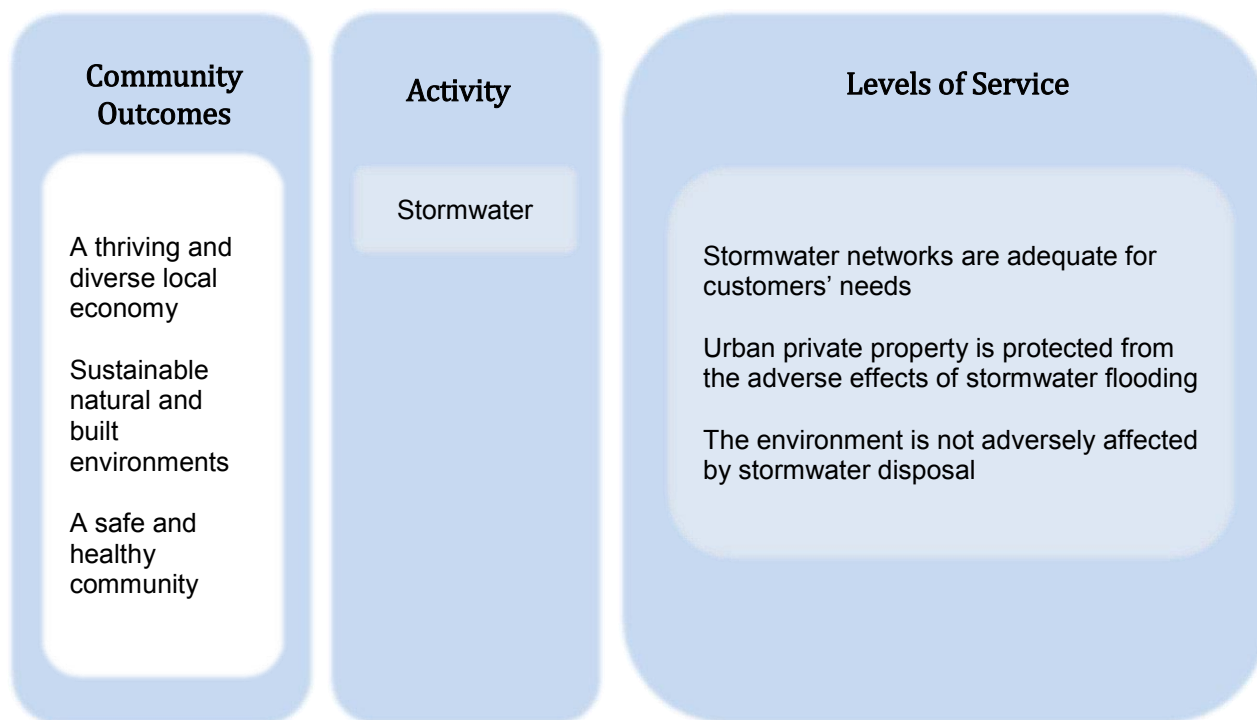 Community
Outcomes
A thriving and
diverse local
economy
Sustainable
natural and
built
environments
A safe and
healthy
community
Activity
Stormwater
Levels of Service
Stormwater networks are adequate for
customers’ needs
Urban private property is protected from
the adverse effects of stormwater flooding
The environment is not adversely affected
by stormwater disposal